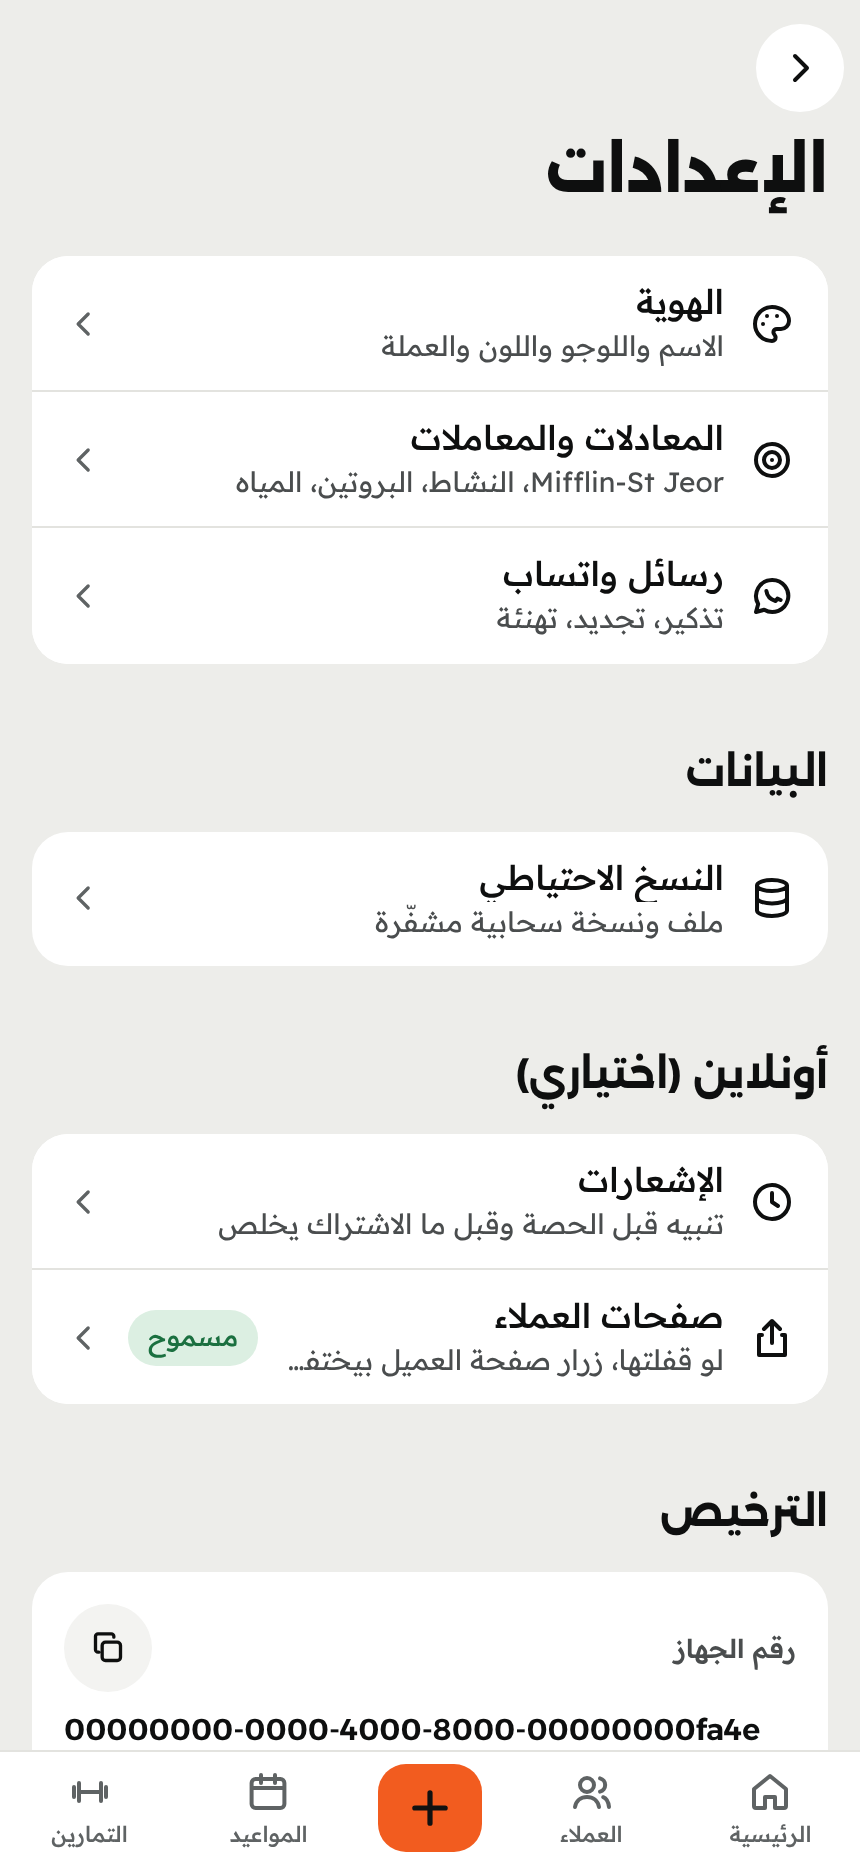 الإعدادات
الهوية
الاسم واللوجو واللون والعملة
المعادلات والمعاملات
Mifflin-St Jeor، النشاط، البروتين، المياه
رسائل واتساب
تذكير، تجديد، تهنئة
البيانات
النسخ الاحتياطي
ملف ونسخة سحابية مشفّرة
أونلاين (اختياري)
الإشعارات
تنبيه قبل الحصة وقبل ما الاشتراك يخلص
صفحات العملاء
مسموح
لو قفلتها، زرار صفحة العميل بيختفـ...
الترخيص
رقم الجهاز
00000000-0000-4000-8000-00000000fa4e
الرئيسية
العملاء
المواعيد
التمارين